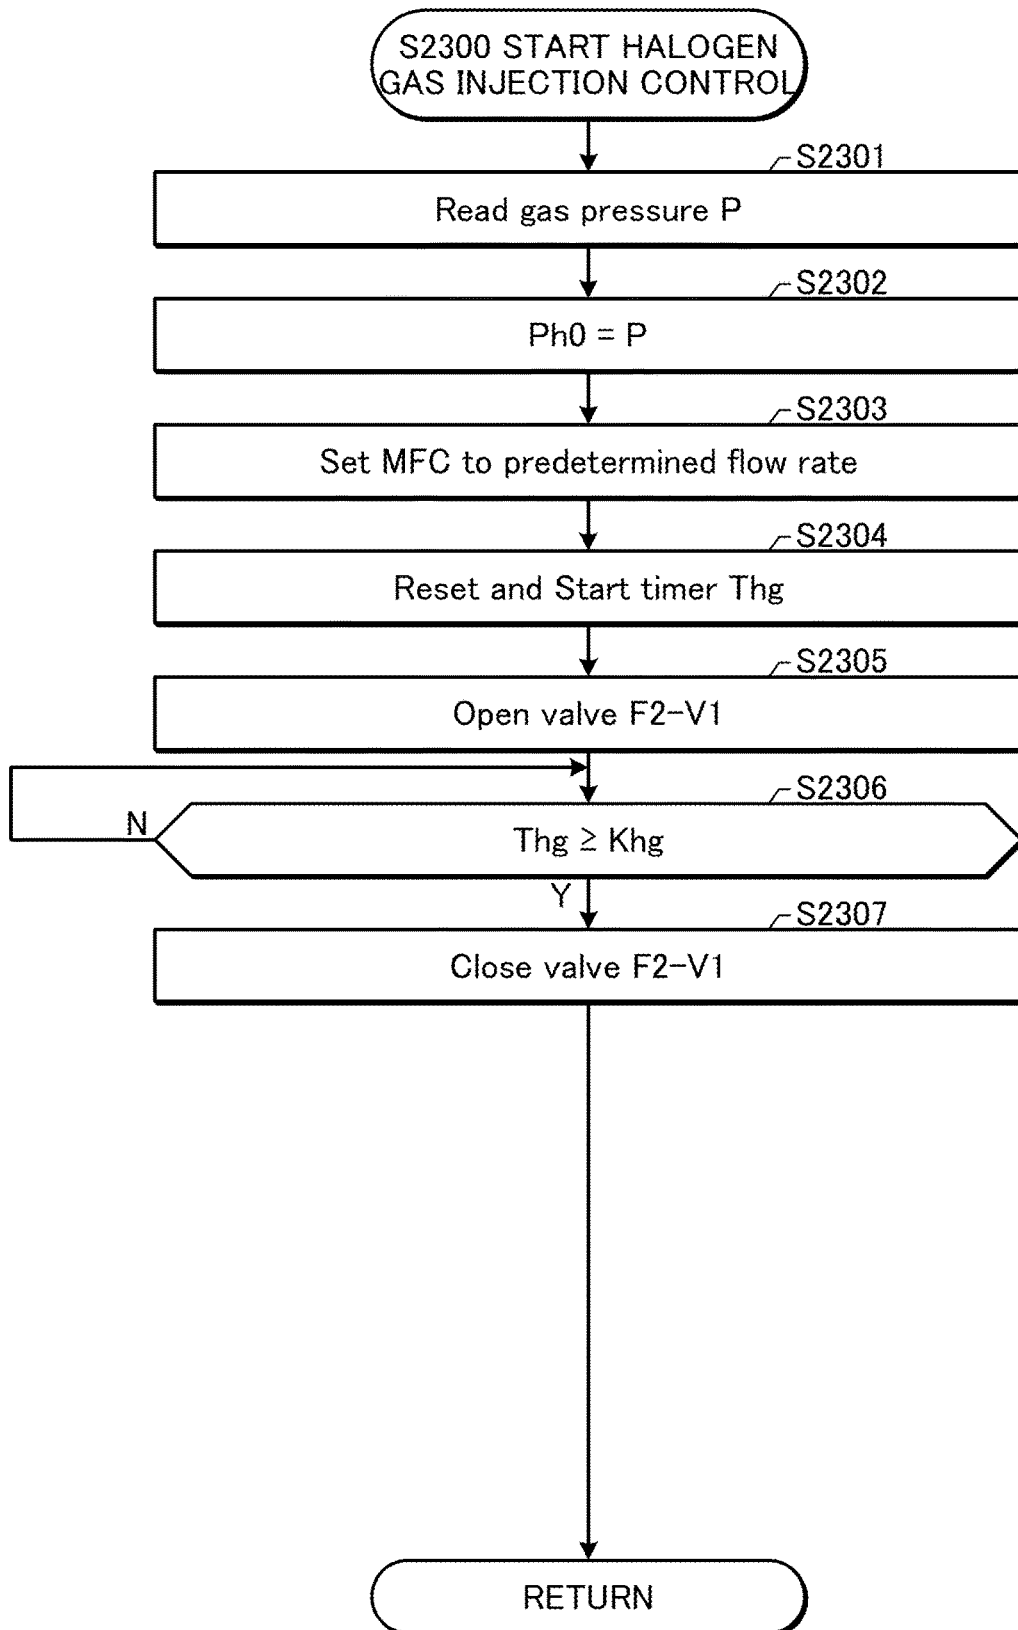 S2300 START HALOGEN
GAS INJECTION CONTROL
S2301
Read gas pressure P
S2302
Ph0 = P
S2303
Set MFC to predetermined flow rate
S2304
Reset and Start timer Thg
S2305
Open valve F2-V1
S2306
N
Thg ≥ Khg
Y
S2307
Close valve F2-V1
RETURN